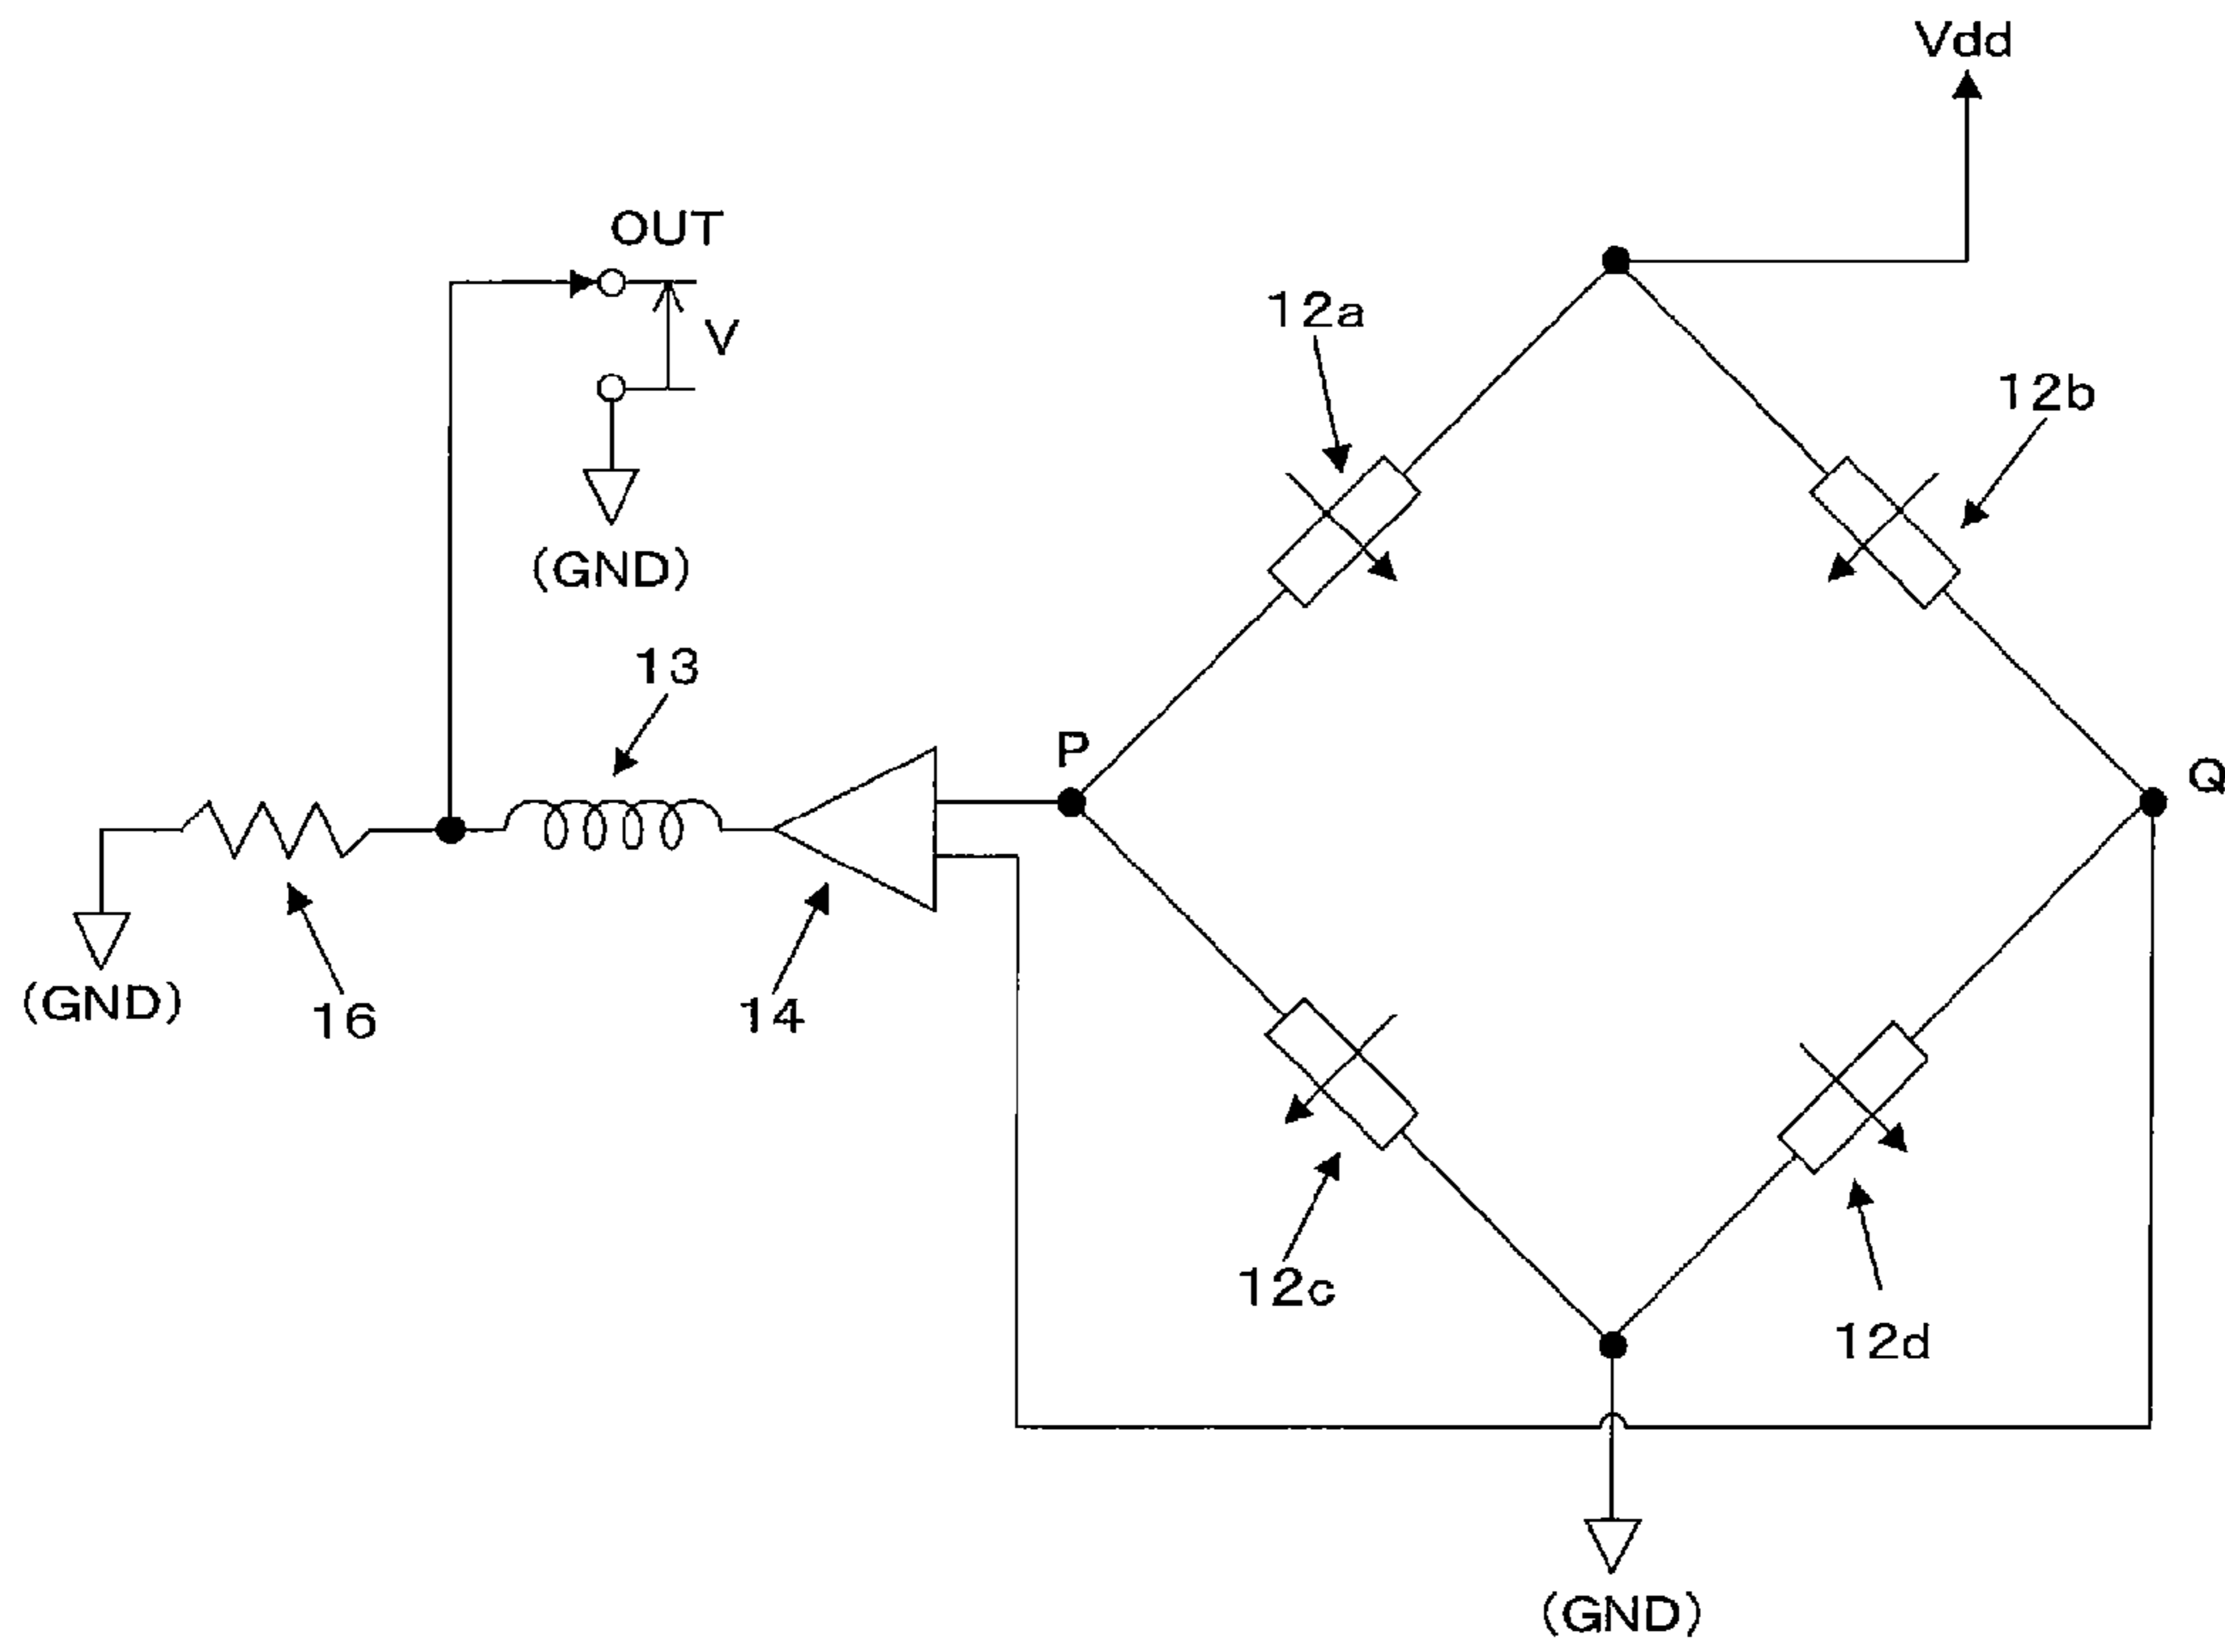 Vdd
OUT
12a
V
12b
(GND)
13
P
Q
(GND)
16
14
12c
12d
(GND)